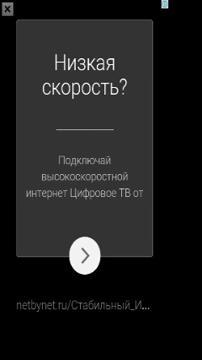 Низкая
скорость?
Подключай
высокоскоростной
интернет Цифровое ТВ от
netbynet.ru/Стабильный_И...